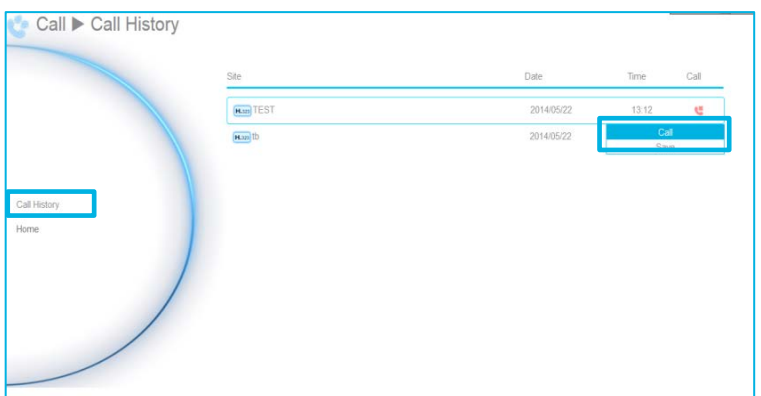 Call ▶ Call History
Site Date Time Call
H.323 TEST 2014/05/22 13:12
H.323 tb 2014/05/22
Call
Save
Call History
Home